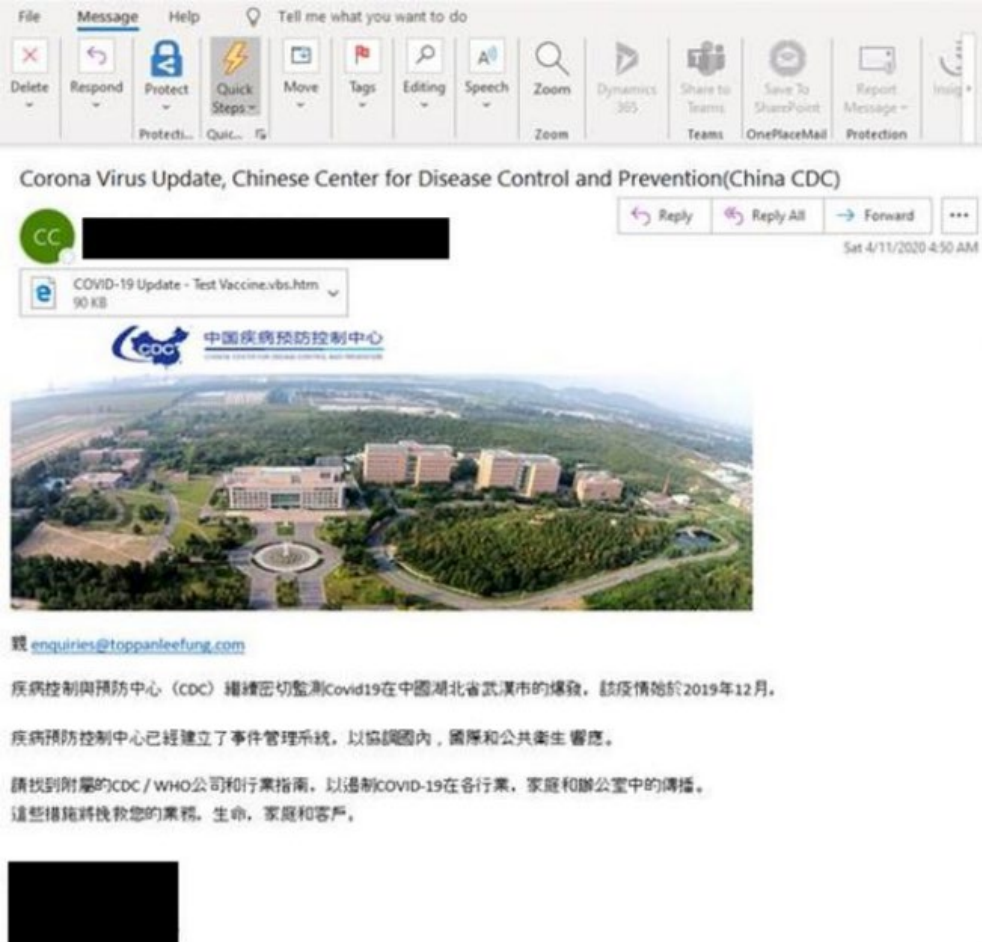 File Message Help Tell me what you want to do
Delete Respond Protect Quick Steps Move Tags Editing Speech Zoom Dynamics 365 Share to Teams Save To SharePoint Report Message
Protecti... Quic... Zoom Teams OnePlaceMail Protection
Corona Virus Update, Chinese Center for Disease Control and Prevention(China CDC)
CC
Reply Reply All Forward ...
Sat 4/11/2020 4:50 AM
COVID-19 Update - Test Vaccine.vbs.htm
90 KB
CDC 中国疾病预防控制中心
CHINESE CENTER FOR DISEASE CONTROL AND PREVENTION
親 enquiries@toppanleefung.com
疾病控制與預防中心（CDC）繼續密切監測Covid19在中國湖北省武漢市的爆發，該疫情始於2019年12月。
疾病預防控制中心已經建立了事件管理系統，以協調國內，國際和公共衛生響應。
請找到附屬的CDC / WHO公司和行業指南，以遏制COVID-19在各行業，家庭和辦公室中的傳播。
這些措施將挽救您的業務，生命，家庭和客戶。